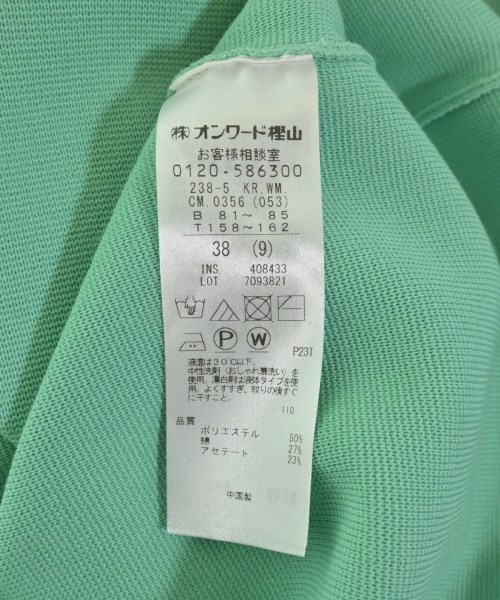 ㈱ オンワード樫山
お客様相談室
0120-586300
238-5 KR.WM.
CM.0356 (053)
B 81～ 85
T158～162
38 (9)
INS. 408433
LOT 7093821
P W P23T
液温は30℃以下、
中性洗剤（おしゃれ着洗い）を
使用、漂白剤は液体タイプを使
用、よくすすぎ、絞りの後すぐ
に干すこと。
110
品質
ポリエステル 50%
綿 27%
アセテート 23%
中国製